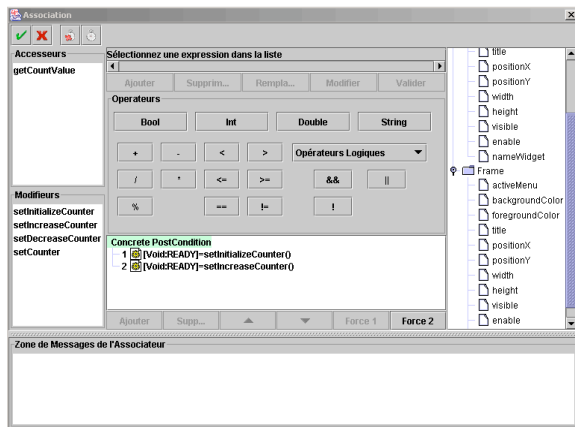 Association
Accesseurs
getCountValue
Modifieurs
setInitializeCounter
setIncreaseCounter
setDecreaseCounter
setCounter
Sélectionnez une expression dans la liste
Ajouter Supprim... Rempla... Modifier Valider
Operateurs
Bool Int Double String
+ - < > Opérateurs Logiques
/ * <= >= && ||
% == != !
Concrete PostCondition
1 [Void:READY]=setInitializeCounter()
2 [Void:READY]=setIncreaseCounter()
Ajouter Supp... Force 1 Force 2
title
positionX
positionY
width
height
visible
enable
nameWidget
Frame
activeMenu
backgroundColor
foregroundColor
title
positionX
positionY
width
height
visible
enable
Zone de Messages de l'Associateur